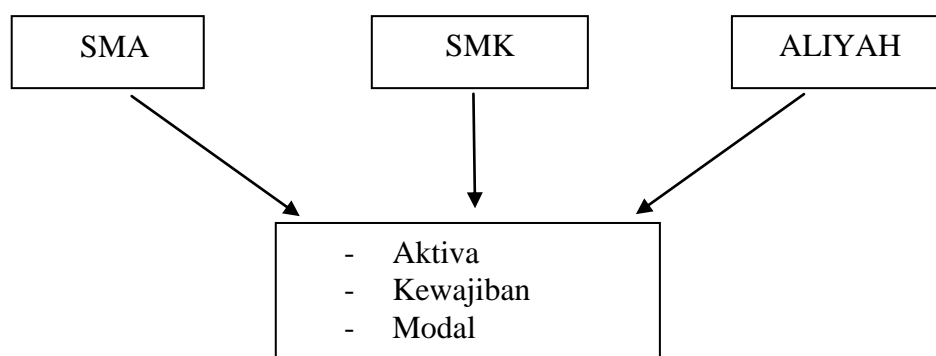 SMA
SMK
ALIYAH
- Aktiva
- Kewajiban
- Modal